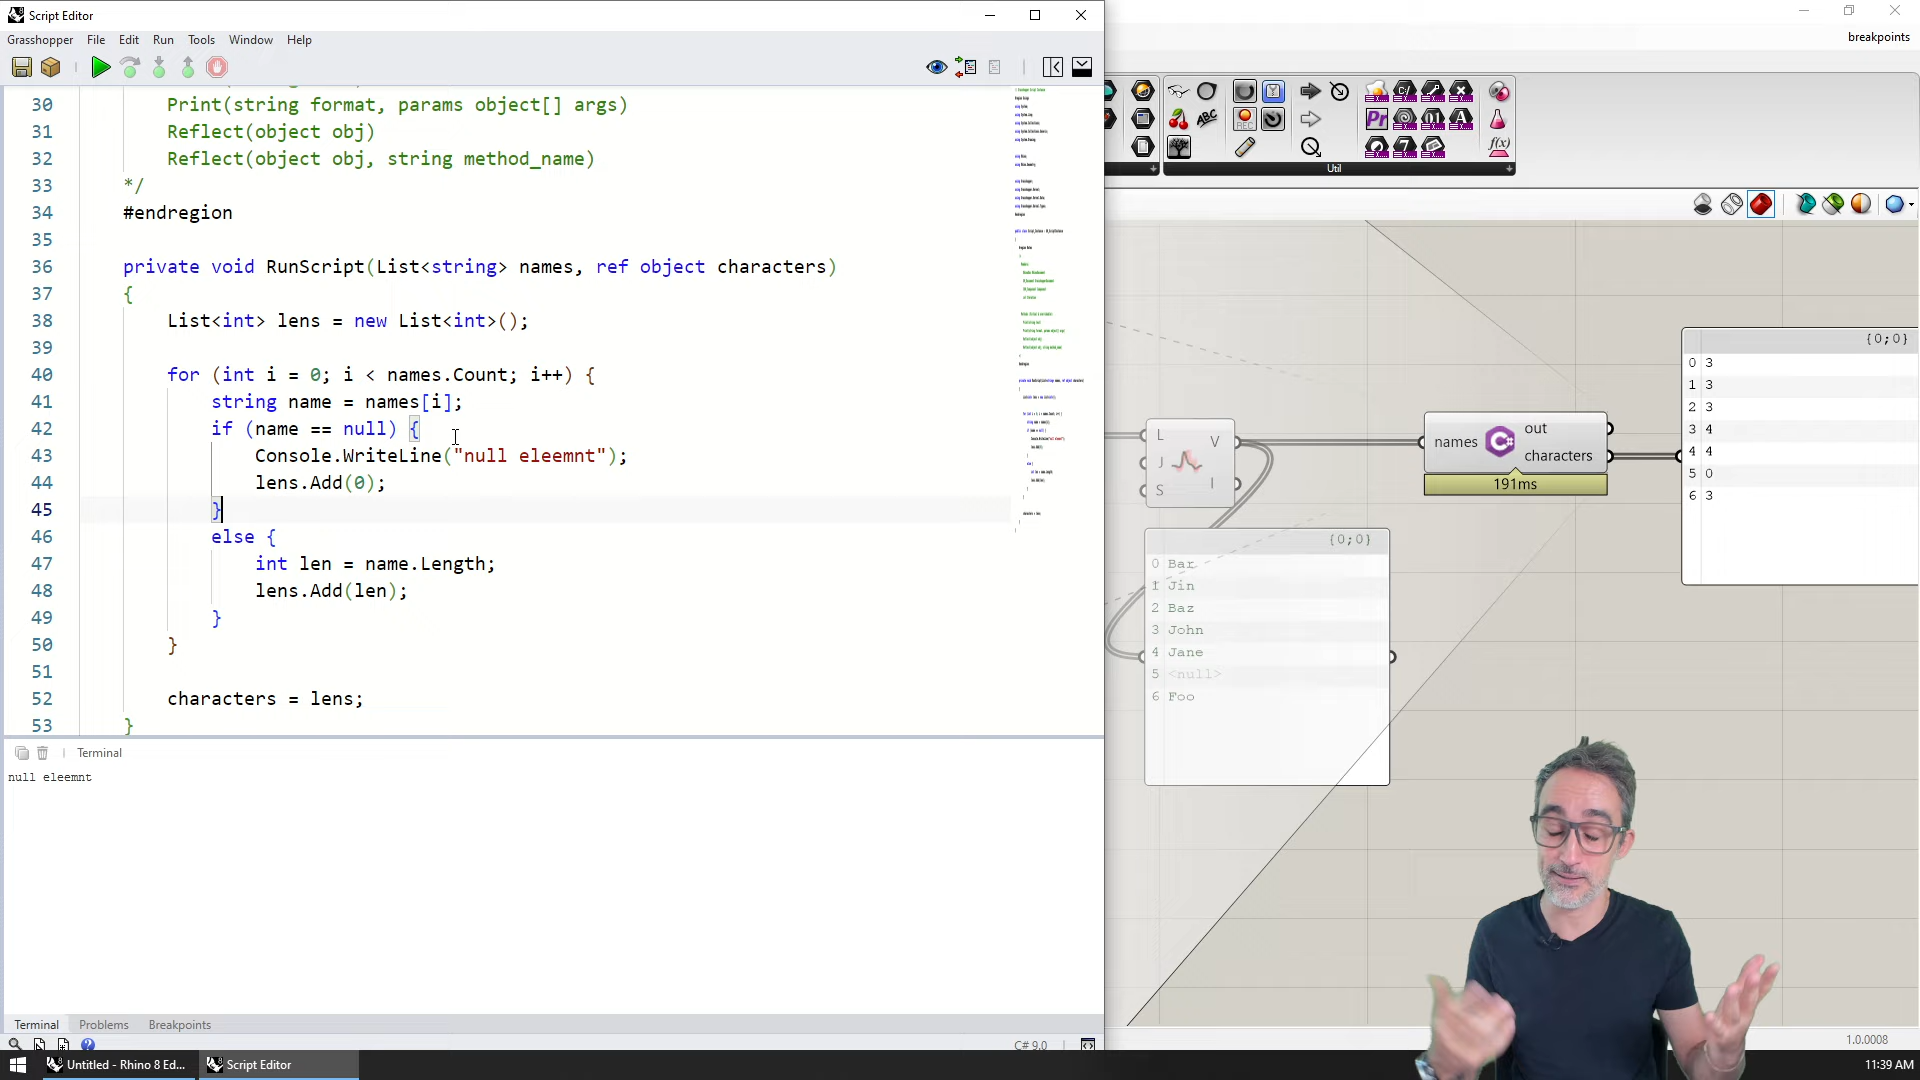 Script Editor
Grasshopper File Edit Run Tools Window Help
30 Print(string format, params object[] args)
31 Reflect(object obj)
32 Reflect(object obj, string method_name)
33 */
34 #endregion
35
36 private void RunScript(List<string> names, ref object characters)
37 {
38 List<int> lens = new List<int>();
39
40 for (int i = 0; i < names.Count; i++) {
41 string name = names[i];
42 if (name == null) {
43 Console.WriteLine("null eleemnt");
44 lens.Add(0);
45 }
46 else {
47 int len = name.Length;
48 lens.Add(len);
49 }
50 }
51
52 characters = lens;
53 }
Terminal
null eleemnt
Terminal Problems Breakpoints
C# 9.0
Untitled - Rhino 8 Ed...
Script Editor
breakpoints
REC
ABC
Pr
C/
01
A
7
f(x)
Util
L
J
S
V
I
names
out
characters
191ms
{0;0}
0 3
1 3
2 3
3 4
4 4
5 0
6 3
{0;0}
0 Bar
1 Jin
2 Baz
3 John
4 Jane
5 <null>
6 Foo
1.0.0008
11:39 AM